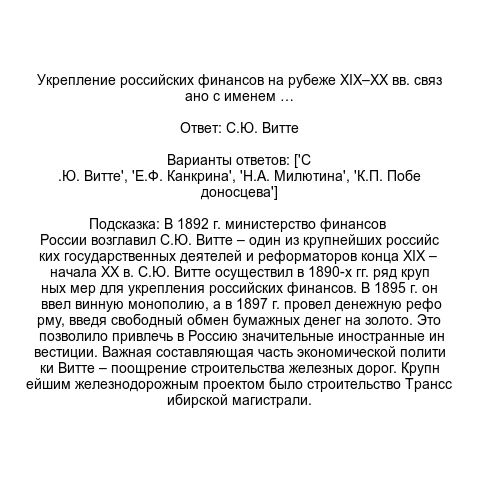 Укрепление российских финансов на рубеже XIX–XX вв. связ
ано с именем …
Ответ: С.Ю. Витте
Варианты ответов: ['С
.Ю. Витте', 'Е.Ф. Канкрина', 'Н.А. Милютина', 'К.П. Побе
доносцева']
Подсказка: В 1892 г. министерство финансов
России возглавил С.Ю. Витте – один из крупнейших российс
ких государственных деятелей и реформаторов конца XIX –
начала XX в. С.Ю. Витте осуществил в 1890-х гг. ряд круп
ных мер для укрепления российских финансов. В 1895 г. он
ввел винную монополию, а в 1897 г. провел денежную рефо
рму, введя свободный обмен бумажных денег на золото. Это
позволило привлечь в Россию значительные иностранные ин
вестиции. Важная составляющая часть экономической полити
ки Витте – поощрение строительства железных дорог. Крупн
ейшим железнодорожным проектом было строительство Трансс
ибирской магистрали.